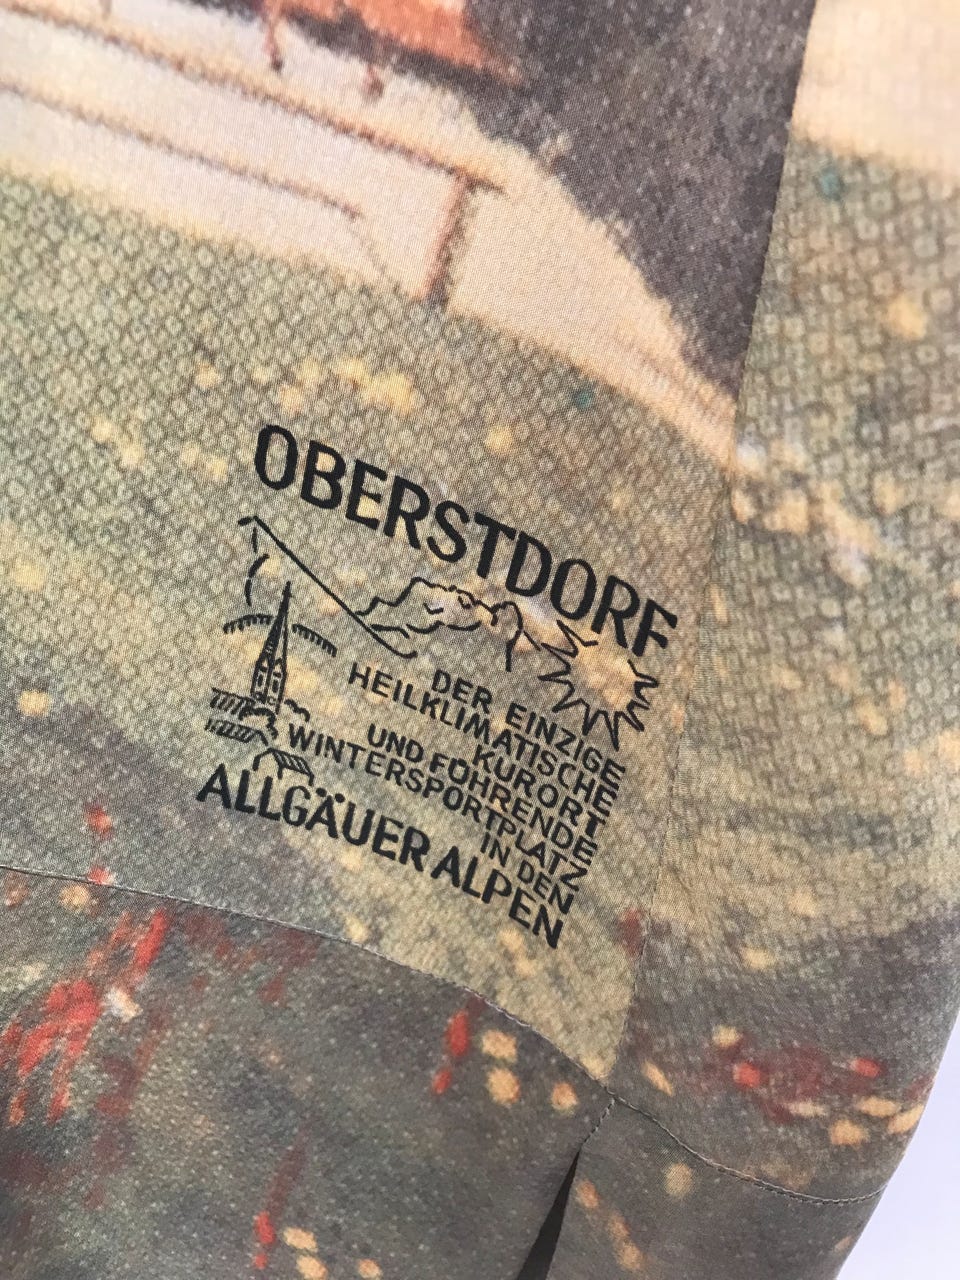 OBERSTDORF
DER EINZIGE
HEILKLIMATISCHE
KURORT
UND FÜHRENDE
WINTERSPORTPLATZ
IN DEN
ALLGÄUER ALPEN